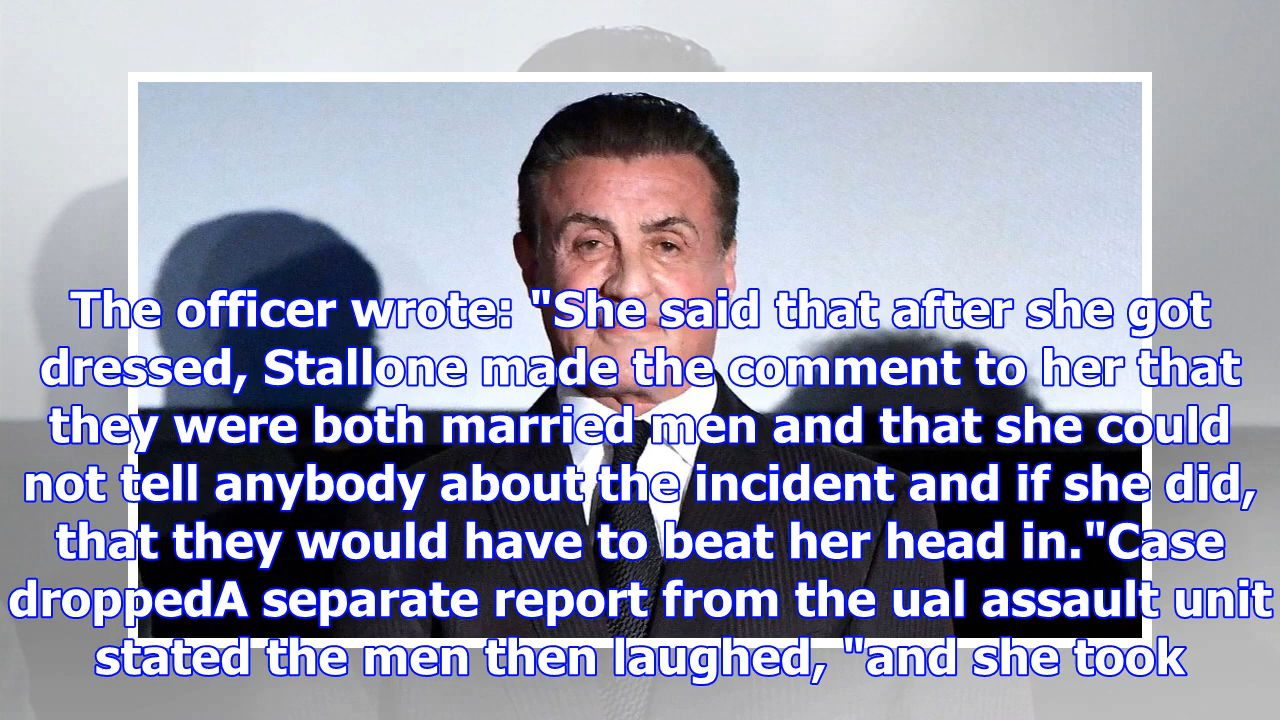 The officer wrote: "She said that after she got
dressed, Stallone made the comment to her that
they were both married men and that she could
not tell anybody about the incident and if she did,
that they would have to beat her head in."Case
droppedA separate report from the ual assault unit
stated the men then laughed, "and she took